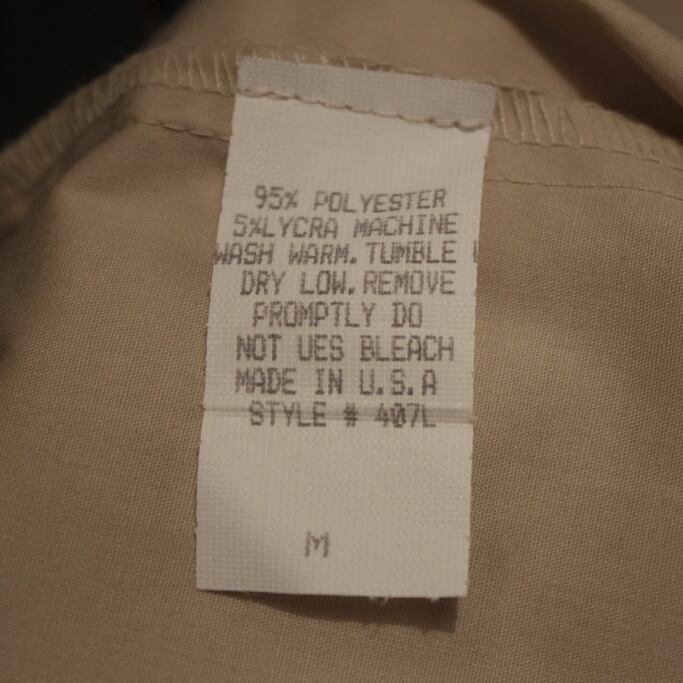 95% POLYESTER
5%LYCRA MACHINE
WASH WARM. TUMBLE
DRY LOW. REMOVE
PROMPTLY DO
NOT UES BLEACH
MADE IN U.S.A
STYLE # 407L
M